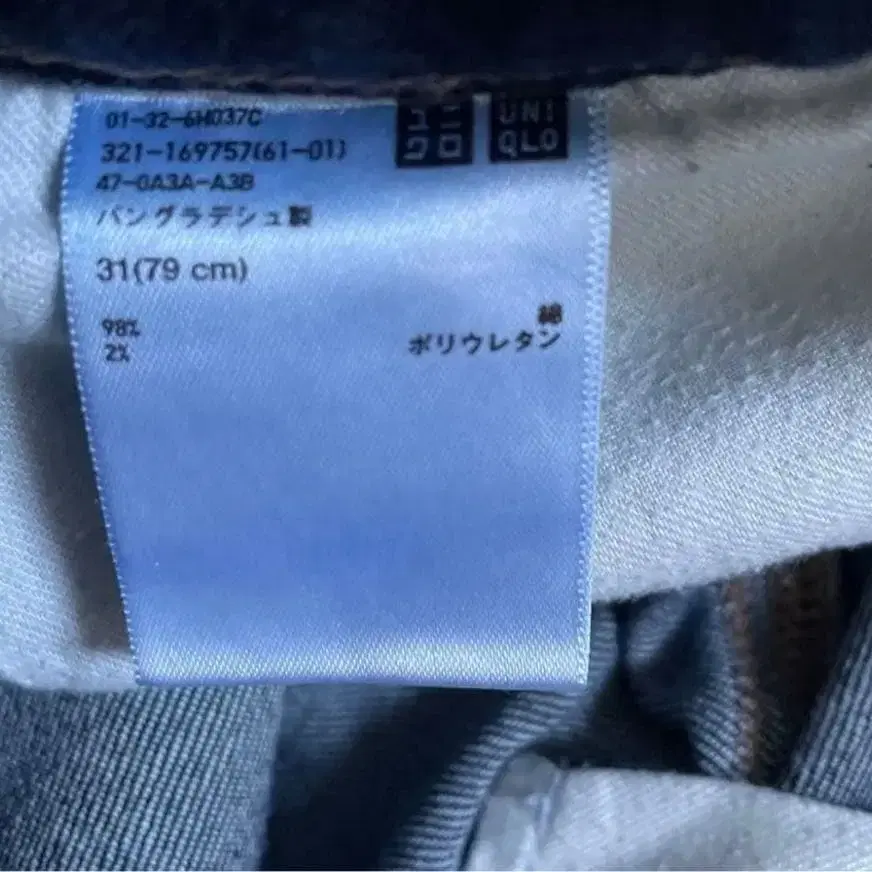 01-32-6H037C
321-169757(61-01)
47-0A3A-A3B
ユニ
クロ
UNI
QLO
バングラデシュ製
31(79 cm)
98% 綿
2% ポリウレタン